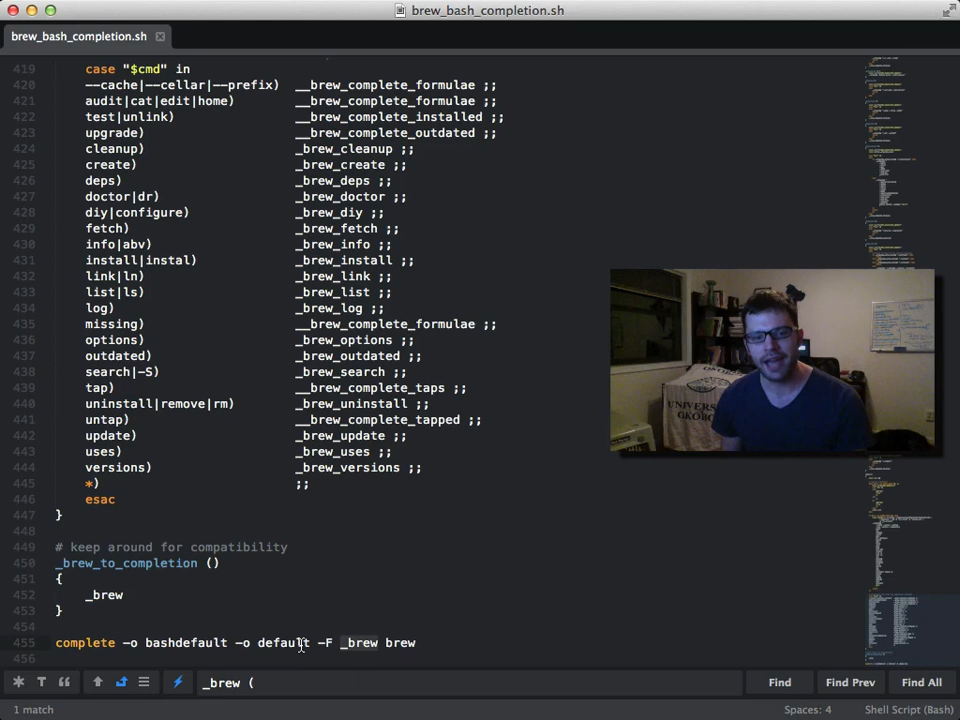 brew_bash_completion.sh
brew_bash_completion.sh
419 case "$cmd" in
420 --cache|--cellar|--prefix) __brew_complete_formulae ;;
421 audit|cat|edit|home) __brew_complete_formulae ;;
422 test|unlink) __brew_complete_installed ;;
423 upgrade) __brew_complete_outdated ;;
424 cleanup) _brew_cleanup ;;
425 create) _brew_create ;;
426 deps) _brew_deps ;;
427 doctor|dr) _brew_doctor ;;
428 diy|configure) _brew_diy ;;
429 fetch) _brew_fetch ;;
430 info|abv) _brew_info ;;
431 install|instal) _brew_install ;;
432 link|ln) _brew_link ;;
433 list|ls) _brew_list ;;
434 log) _brew_log ;;
435 missing) __brew_complete_formulae ;;
436 options) _brew_options ;;
437 outdated) _brew_outdated ;;
438 search|-S) _brew_search ;;
439 tap) __brew_complete_taps ;;
440 uninstall|remove|rm) _brew_uninstall ;;
441 untap) __brew_complete_tapped ;;
442 update) _brew_update ;;
443 uses) _brew_uses ;;
444 versions) _brew_versions ;;
445 *) ;;
446 esac
447 }
448
449 # keep around for compatibility
450 _brew_to_completion ()
451 {
452 _brew
453 }
454
455 complete -o bashdefault -o default -F _brew brew
456
_brew (
Find
Find Prev
Find All
1 match
Spaces: 4
Shell Script (Bash)